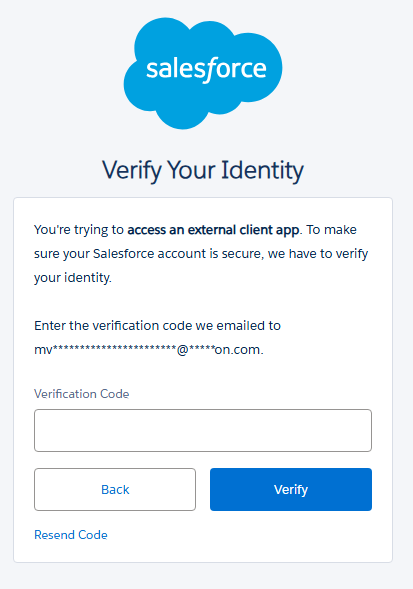 salesforce
Verify Your Identity
You're trying to access an external client app. To make
sure your Salesforce account is secure, we have to verify
your identity.
Enter the verification code we emailed to
mv***********************@*****on.com.
Verification Code
Back
Verify
Resend Code